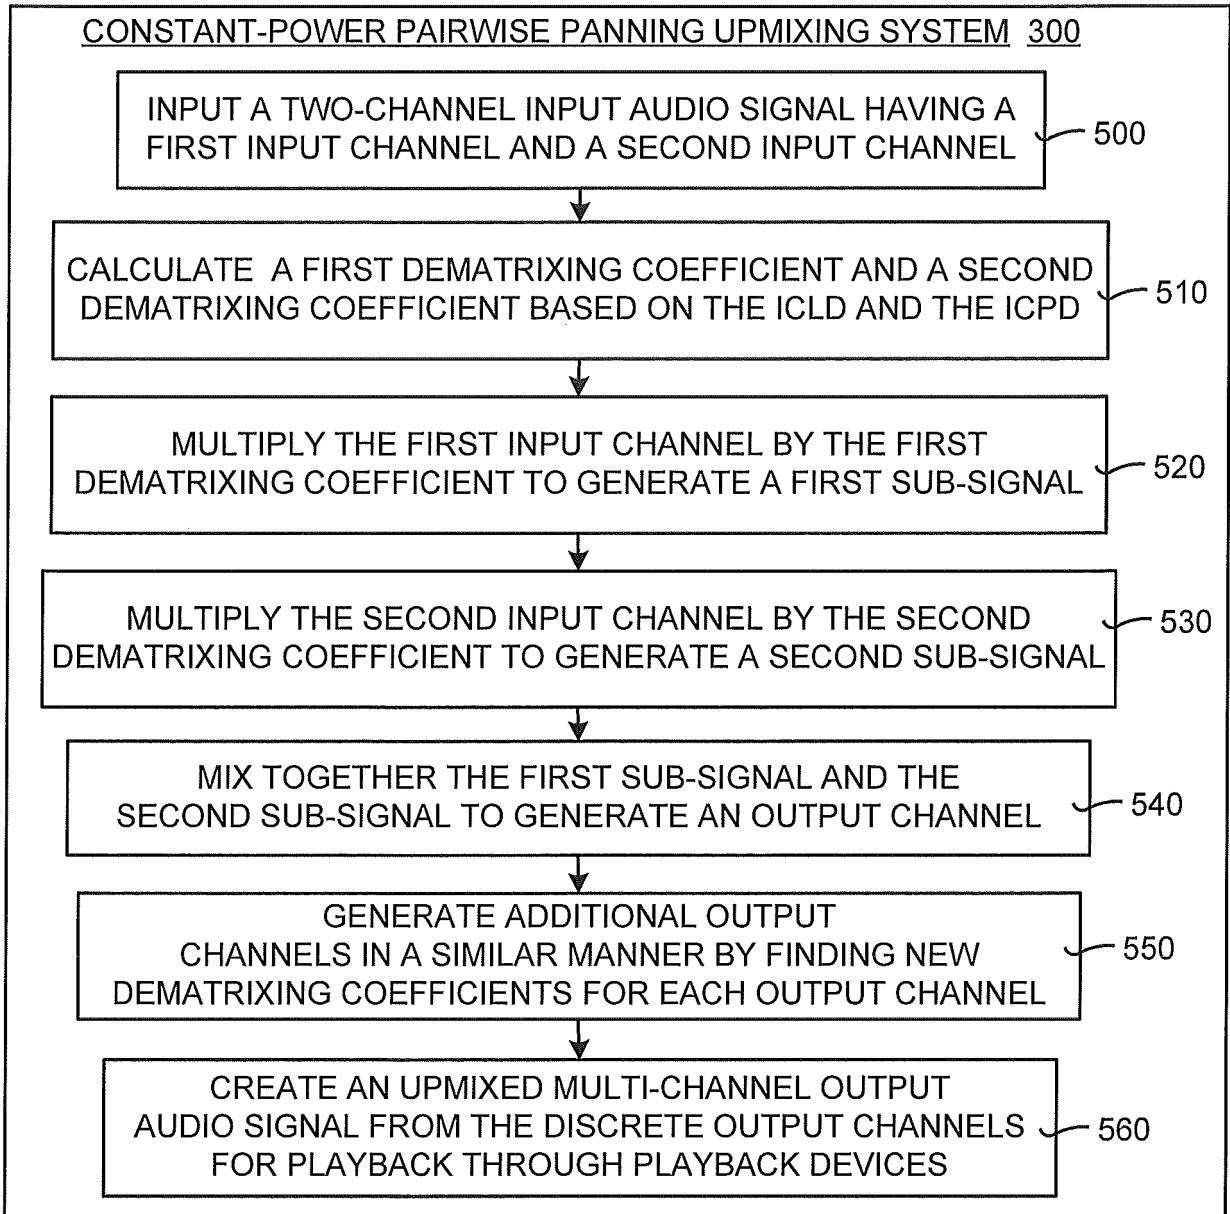 CONSTANT-POWER PAIRWISE PANNING UPMIXING SYSTEM 300
INPUT A TWO-CHANNEL INPUT AUDIO SIGNAL HAVING A
FIRST INPUT CHANNEL AND A SECOND INPUT CHANNEL
500
CALCULATE A FIRST DEMATRIXING COEFFICIENT AND A SECOND
DEMATRIXING COEFFICIENT BASED ON THE ICLD AND THE ICPD
510
MULTIPLY THE FIRST INPUT CHANNEL BY THE FIRST
DEMATRIXING COEFFICIENT TO GENERATE A FIRST SUB-SIGNAL
520
MULTIPLY THE SECOND INPUT CHANNEL BY THE SECOND
DEMATRIXING COEFFICIENT TO GENERATE A SECOND SUB-SIGNAL
530
MIX TOGETHER THE FIRST SUB-SIGNAL AND THE
SECOND SUB-SIGNAL TO GENERATE AN OUTPUT CHANNEL
540
GENERATE ADDITIONAL OUTPUT
CHANNELS IN A SIMILAR MANNER BY FINDING NEW
DEMATRIXING COEFFICIENTS FOR EACH OUTPUT CHANNEL
550
CREATE AN UPMIXED MULTI-CHANNEL OUTPUT
AUDIO SIGNAL FROM THE DISCRETE OUTPUT CHANNELS
FOR PLAYBACK THROUGH PLAYBACK DEVICES
560